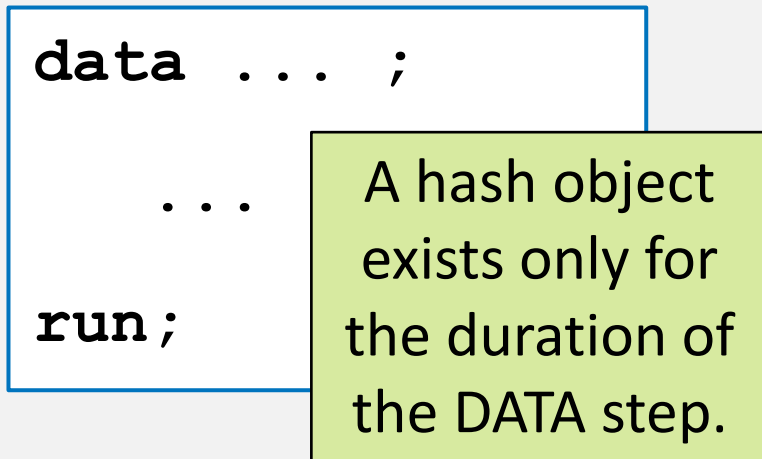 data ... ;
...
run;
A hash object
exists only for
the duration of
the DATA step.